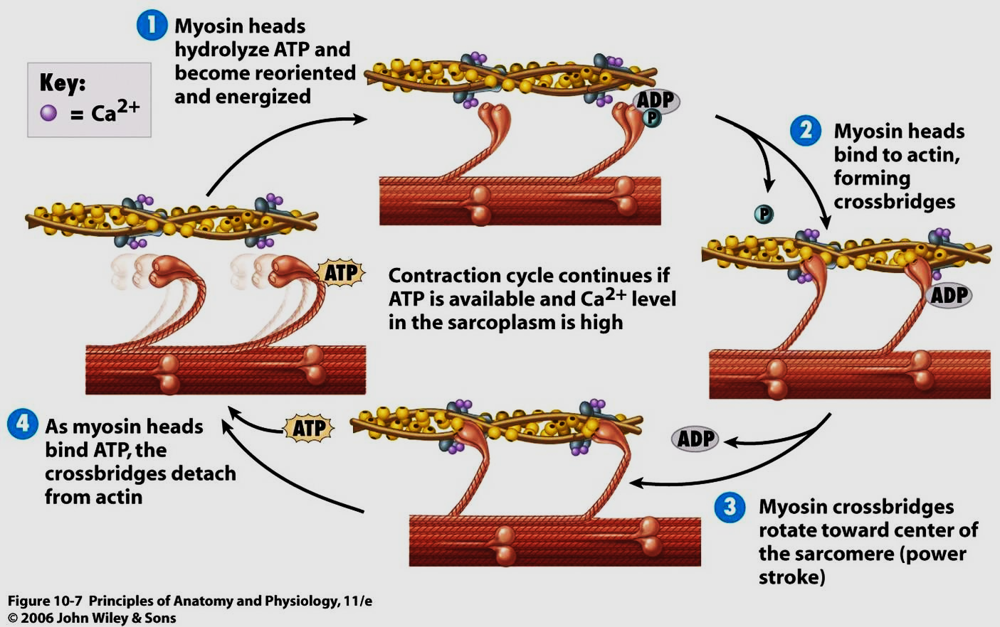 1 Myosin heads
hydrolyze ATP and
become reoriented
and energized
Key:
= Ca2+
ADP
P
2 Myosin heads
bind to actin,
forming
crossbridges
P
ATP
Contraction cycle continues if
ATP is available and Ca2+ level
in the sarcoplasm is high
ADP
4 As myosin heads
bind ATP, the
crossbridges detach
from actin
ATP
ADP
3 Myosin crossbridges
rotate toward center of
the sarcomere (power
stroke)
Figure 10-7 Principles of Anatomy and Physiology, 11/e
© 2006 John Wiley & Sons